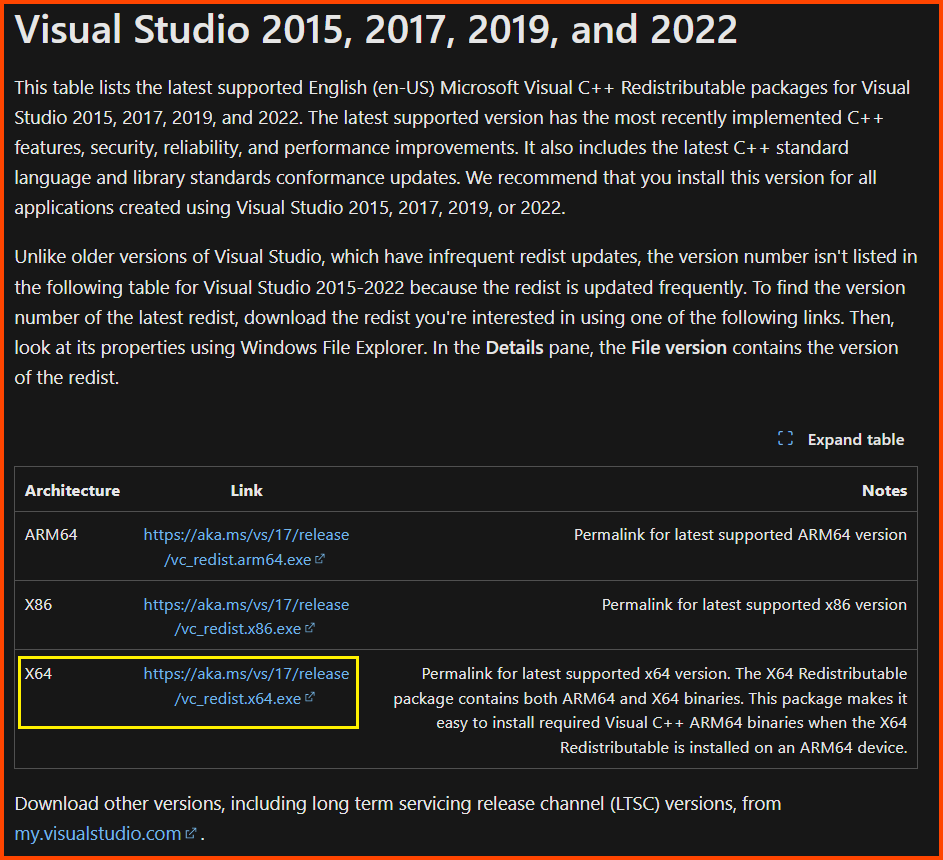 Visual Studio 2015, 2017, 2019, and 2022
This table lists the latest supported English (en-US) Microsoft Visual C++ Redistributable packages for Visual
Studio 2015, 2017, 2019, and 2022. The latest supported version has the most recently implemented C++
features, security, reliability, and performance improvements. It also includes the latest C++ standard
language and library standards conformance updates. We recommend that you install this version for all
applications created using Visual Studio 2015, 2017, 2019, or 2022.
Unlike older versions of Visual Studio, which have infrequent redist updates, the version number isn't listed in
the following table for Visual Studio 2015-2022 because the redist is updated frequently. To find the version
number of the latest redist, download the redist you're interested in using one of the following links. Then,
look at its properties using Windows File Explorer. In the Details pane, the File version contains the version
of the redist.
Expand table
Architecture Link Notes
ARM64 https://aka.ms/vs/17/release Permalink for latest supported ARM64 version
/vc_redist.arm64.exe
X86 https://aka.ms/vs/17/release Permalink for latest supported x86 version
/vc_redist.x86.exe
X64 https://aka.ms/vs/17/release Permalink for latest supported x64 version. The X64 Redistributable
/vc_redist.x64.exe package contains both ARM64 and X64 binaries. This package makes it
easy to install required Visual C++ ARM64 binaries when the X64
Redistributable is installed on an ARM64 device.
Download other versions, including long term servicing release channel (LTSC) versions, from
my.visualstudio.com .